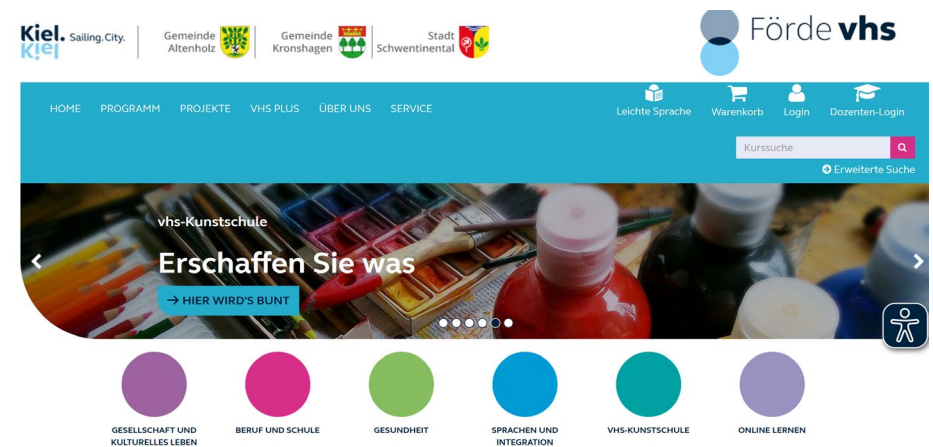 Kiel. Sailing.City.
Kiel
Gemeinde
Altenholz
Gemeinde
Kronshagen
Stadt
Schwentinental
Förde vhs
HOME PROGRAMM PROJEKTE VHS PLUS ÜBER UNS SERVICE
Leichte Sprache Warenkorb Login Dozenten-Login
Kurssuche
Erweiterte Suche
vhs-Kunstschule
Erschaffen Sie was
→ HIER WIRD'S BUNT
GESELLSCHAFT UND
KULTURELLES LEBEN
BERUF UND SCHULE
GESUNDHEIT
SPRACHEN UND
INTEGRATION
VHS-KUNSTSCHULE
ONLINE LERNEN